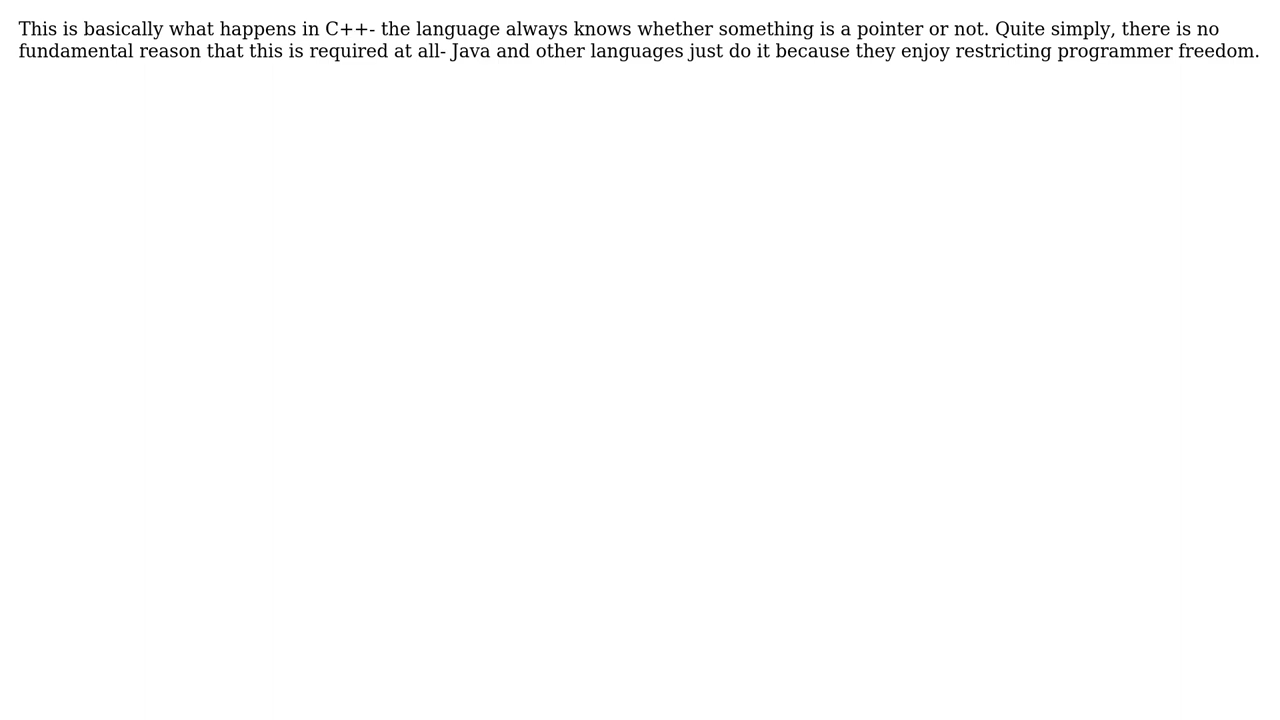 This is basically what happens in C++- the language always knows whether something is a pointer or not. Quite simply, there is no
fundamental reason that this is required at all- Java and other languages just do it because they enjoy restricting programmer freedom.